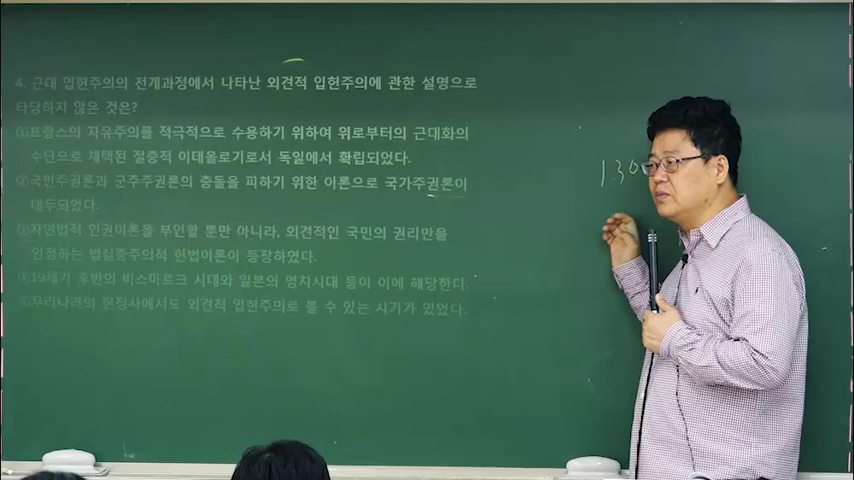 4. 근대 입헌주의의 전개과정에서 나타난 외견적 입헌주의에 관한 설명으로
타당하지 않은 것은?
①프랑스의 자유주의를 적극적으로 수용하기 위하여 위로부터의 근대화의
수단으로 채택된 절충적 이데올로기로서 독일에서 확립되었다.
②국민주권론과 군주주권론의 충돌을 피하기 위한 이론으로 국가주권론이
대두되었다.
③자연법적 인권이론을 부인할 뿐만 아니라, 외견적인 국민의 권리만을
인정하는 법실증주의적 헌법이론이 등장하였다.
④19세기 후반의 비스마르크 시대와 일본의 명치시대 등이 이에 해당한다.
⑤우리나라의 헌정사에서도 외견적 입헌주의로 볼 수 있는 시기가 있었다.
130